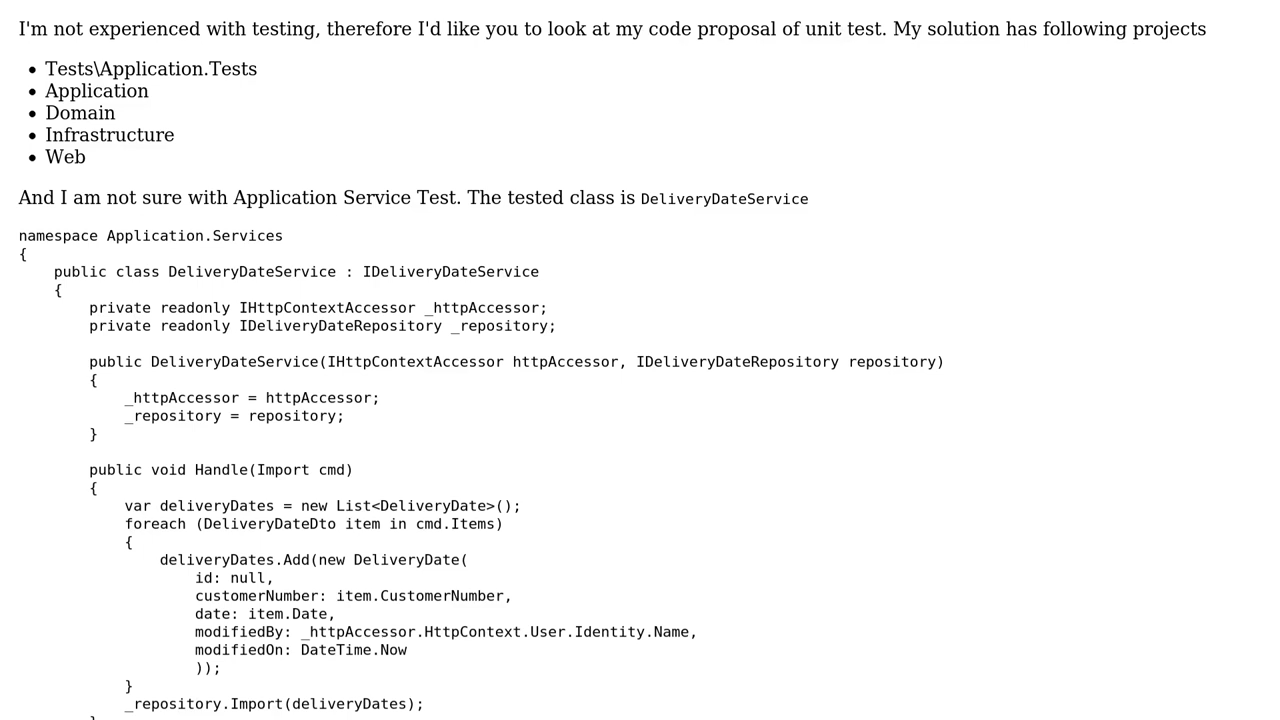 I'm not experienced with testing, therefore I'd like you to look at my code proposal of unit test. My solution has following projects
• Tests\Application.Tests
• Application
• Domain
• Infrastructure
• Web
And I am not sure with Application Service Test. The tested class is DeliveryDateService
namespace Application.Services
{
    public class DeliveryDateService : IDeliveryDateService
    {
        private readonly IHttpContextAccessor _httpAccessor;
        private readonly IDeliveryDateRepository _repository;

        public DeliveryDateService(IHttpContextAccessor httpAccessor, IDeliveryDateRepository repository)
        {
            _httpAccessor = httpAccessor;
            _repository = repository;
        }

        public void Handle(Import cmd)
        {
            var deliveryDates = new List<DeliveryDate>();
            foreach (DeliveryDateDto item in cmd.Items)
            {
                deliveryDates.Add(new DeliveryDate(
                    id: null,
                    customerNumber: item.CustomerNumber,
                    date: item.Date,
                    modifiedBy: _httpAccessor.HttpContext.User.Identity.Name,
                    modifiedOn: DateTime.Now
                    ));
            }
            _repository.Import(deliveryDates);
        }